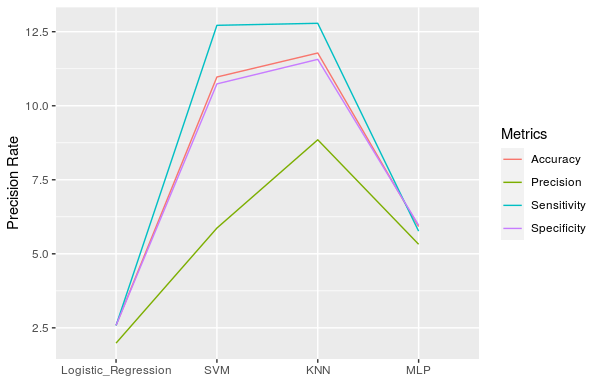 Precision Rate
12.5
10.0
7.5
5.0
2.5
Logistic_Regression SVM KNN MLP
Metrics
Accuracy
Precision
Sensitivity
Specificity